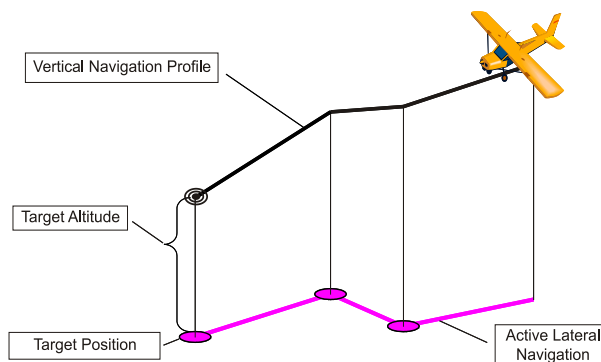 Vertical Navigation Profile
Target Altitude
Target Position
Active Lateral
Navigation